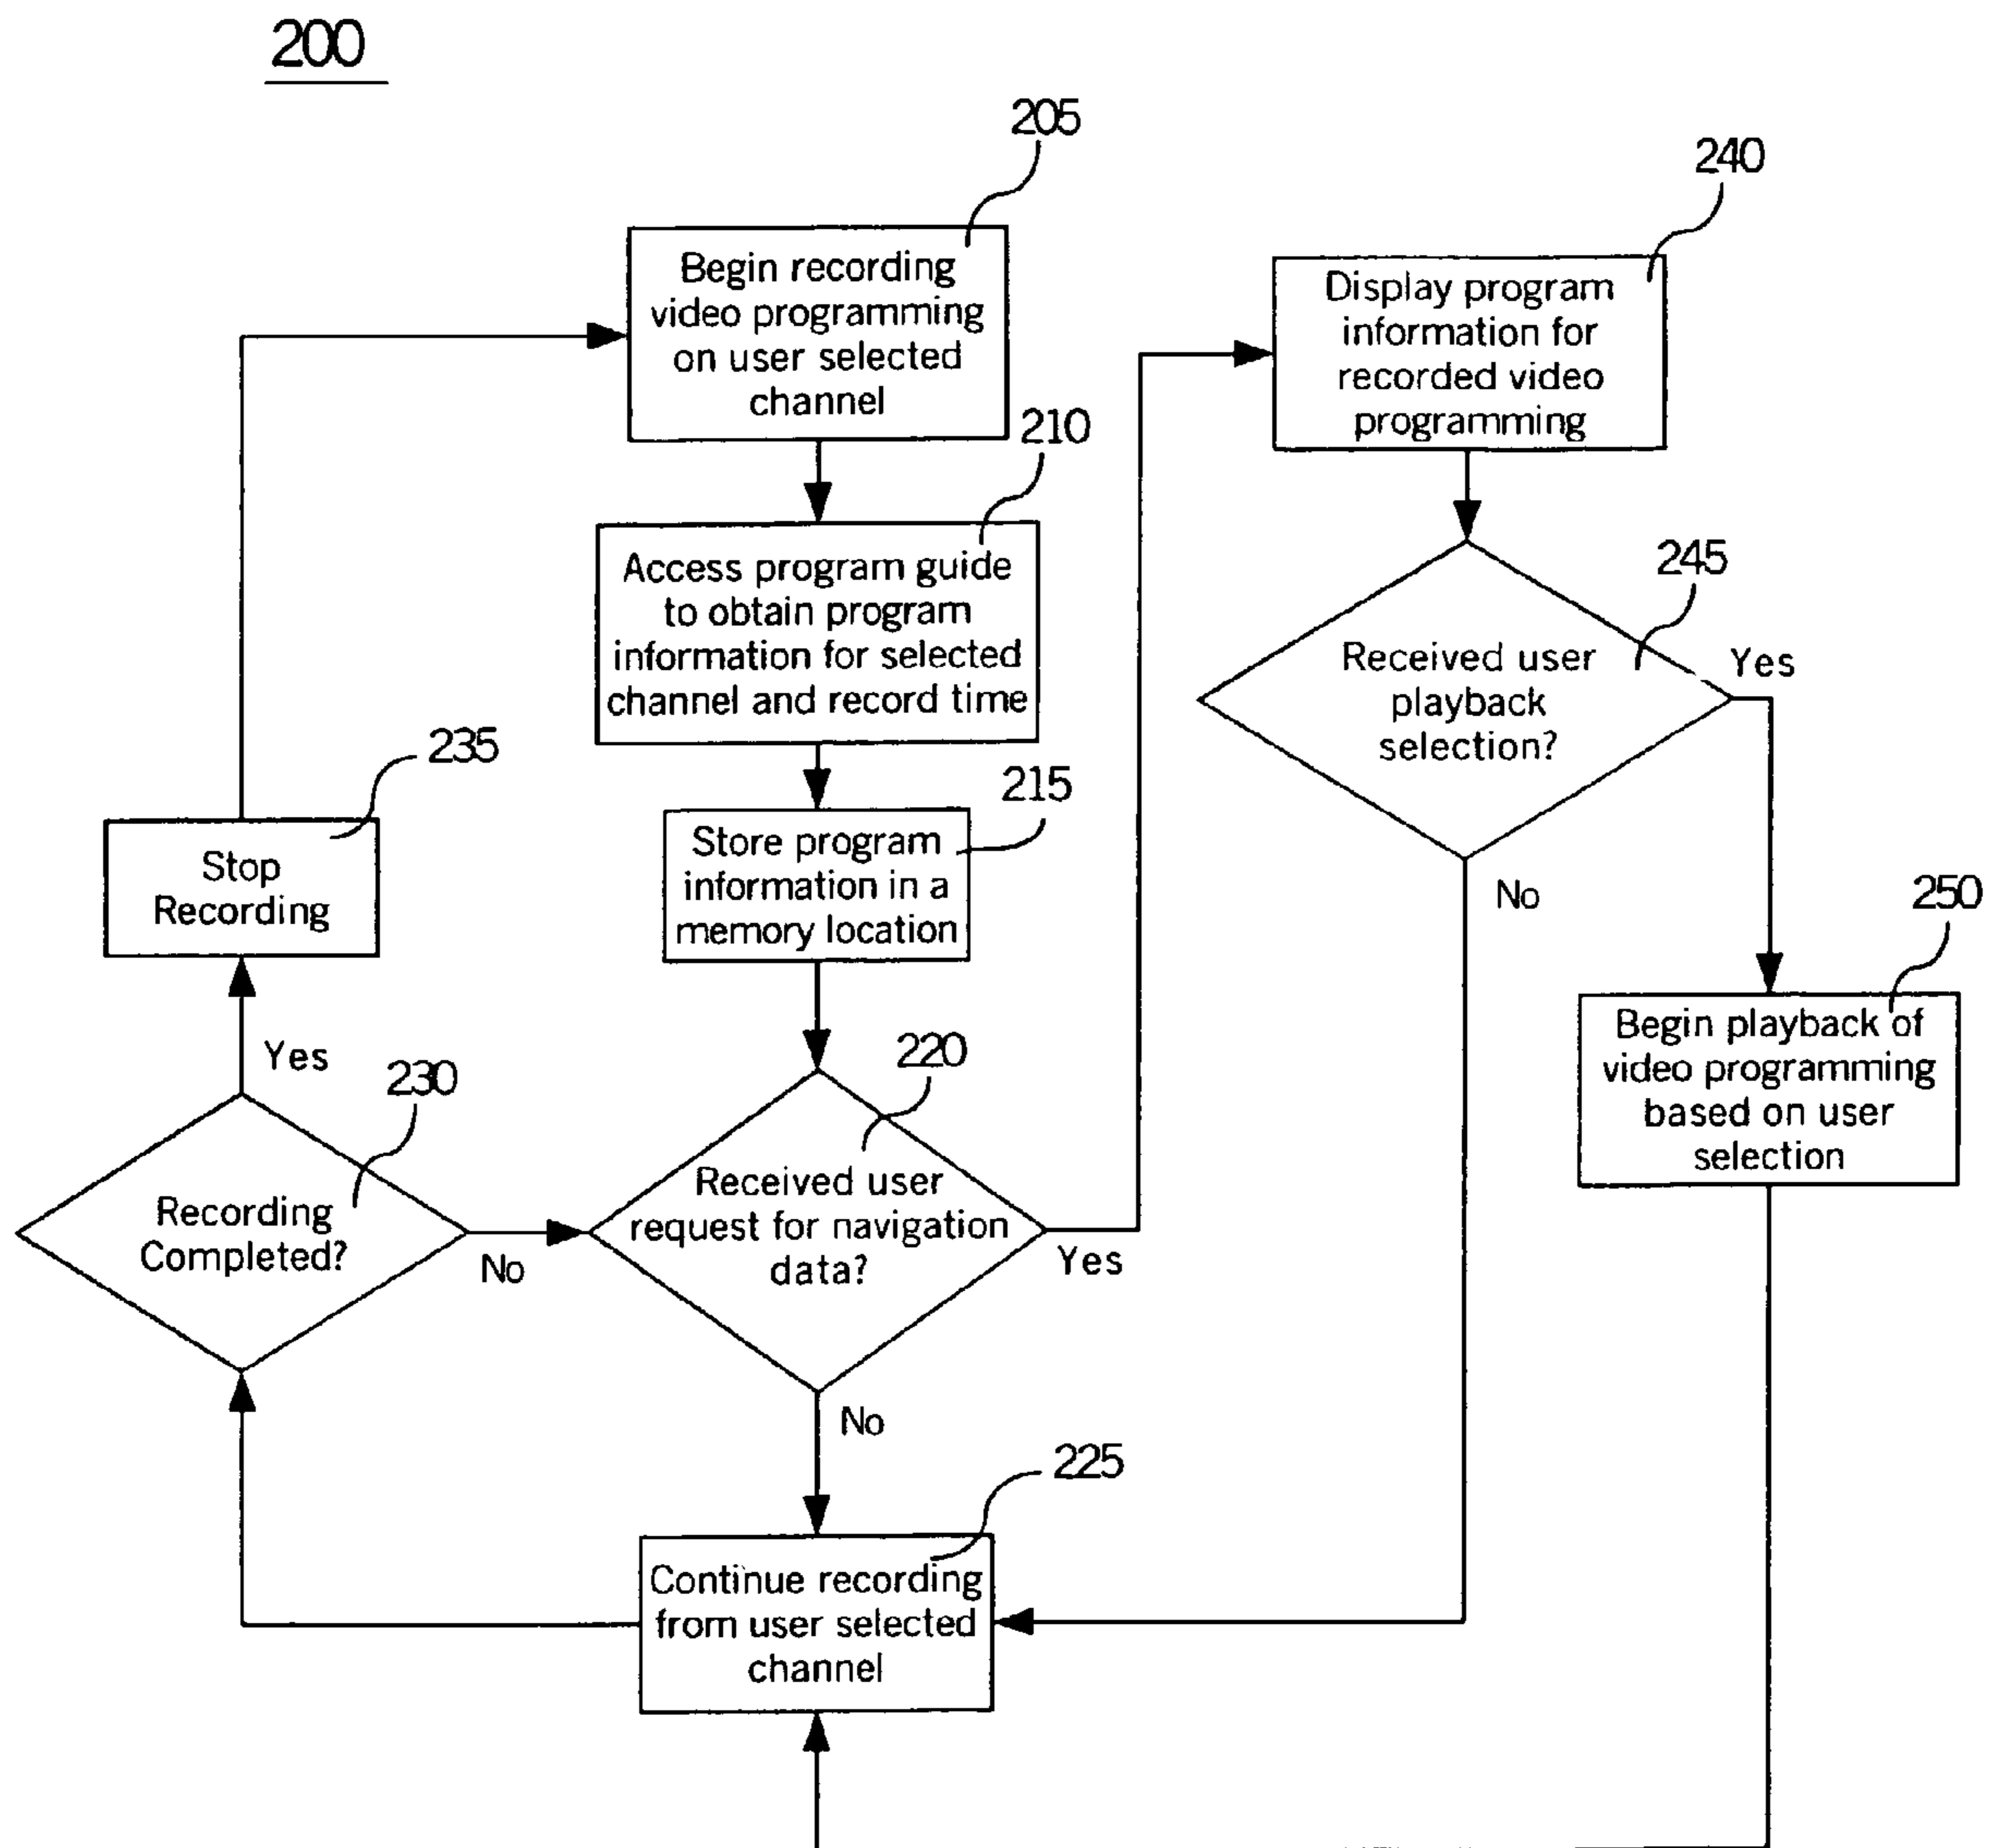 200
205
Begin recording
video programming
on user selected
channel
210
Access program guide
to obtain program
information for selected
channel and record time
215
Store program
information in a
memory location
220
Received user
request for navigation
data?
Yes
No
225
Continue recording
from user selected
channel
230
Recording
Completed?
Yes
No
235
Stop
Recording
240
Display program
information for
recorded video
programming
245
Received user
playback
selection?
Yes
No
250
Begin playback of
video programming
based on user
selection